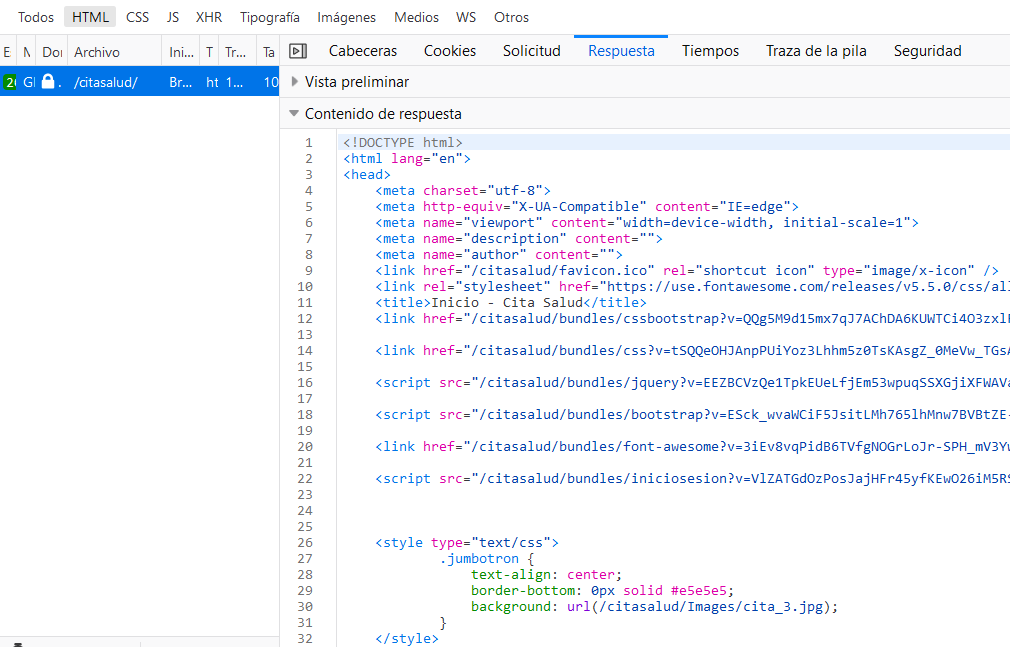 Todos HTML CSS JS XHR Tipografía Imágenes Medios WS Otros
E N Doi Archivo Ini... T Tr... Ta
Cabeceras Cookies Solicitud Respuesta Tiempos Traza de la pila Seguridad
/citasalud/ Br... ht 1... 10
Vista preliminar
Contenido de respuesta
1 <!DOCTYPE html>
2 <html lang="en">
3 <head>
4 <meta charset="utf-8">
5 <meta http-equiv="X-UA-Compatible" content="IE=edge">
6 <meta name="viewport" content="width=device-width, initial-scale=1">
7 <meta name="description" content="">
8 <meta name="author" content="">
9 <link href="/citasalud/favicon.ico" rel="shortcut icon" type="image/x-icon" />
10 <link rel="stylesheet" href="https://use.fontawesome.com/releases/v5.5.0/css/all
11 <title>Inicio - Cita Salud</title>
12 <link href="/citasalud/bundles/cssbootstrap?v=QQg5M9d15mx7qJ7AChDA6KUWTCi4O3zxl
13
14 <link href="/citasalud/bundles/css?v=tSQQeOHJAnpPUiYoz3Lhhm5z0TsKAsgZ_0MeVw_TGsA
15
16 <script src="/citasalud/bundles/jquery?v=EEZBCVzQe1TpkEUeLfjEm53wpuqSSXGjiXFWAVa
17
18 <script src="/citasalud/bundles/bootstrap?v=ESck_wvaWCiF5JsitLMh765lhMnw7BVBtZE-
19
20 <link href="/citasalud/bundles/font-awesome?v=3iEv8vqPidB6TVfgNOGrLoJr-SPH_mV3Yw
21
22 <script src="/citasalud/bundles/iniciosesion?v=VlZATGdOzPosJajHFr45yfKEwO26iM5RS
23
24
25
26 <style type="text/css">
27 .jumbotron {
28 text-align: center;
29 border-bottom: 0px solid #e5e5e5;
30 background: url(/citasalud/Images/cita_3.jpg);
31 }
32 </style>